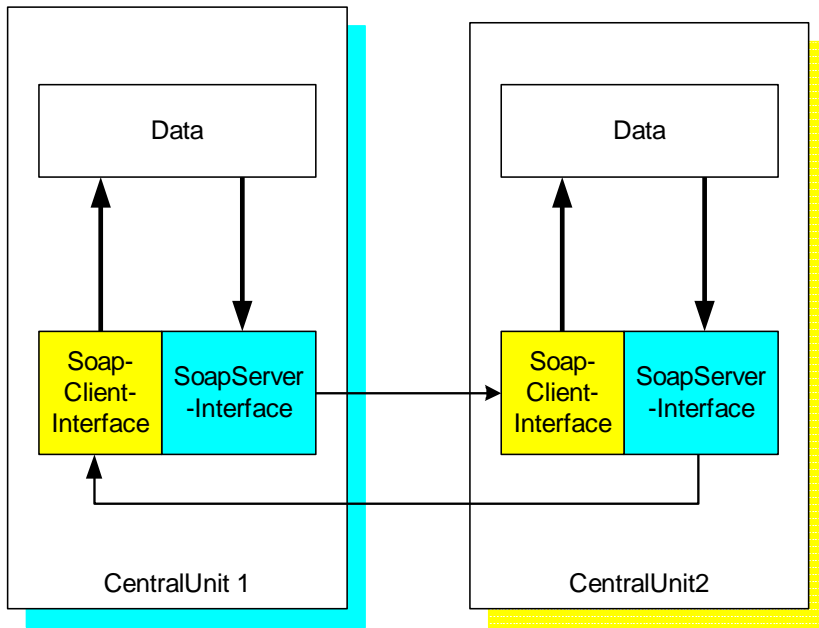 Data
Data
Soap-
Client-
Interface
SoapServer
-Interface
Soap-
Client-
Interface
SoapServer
-Interface
CentralUnit 1
CentralUnit2